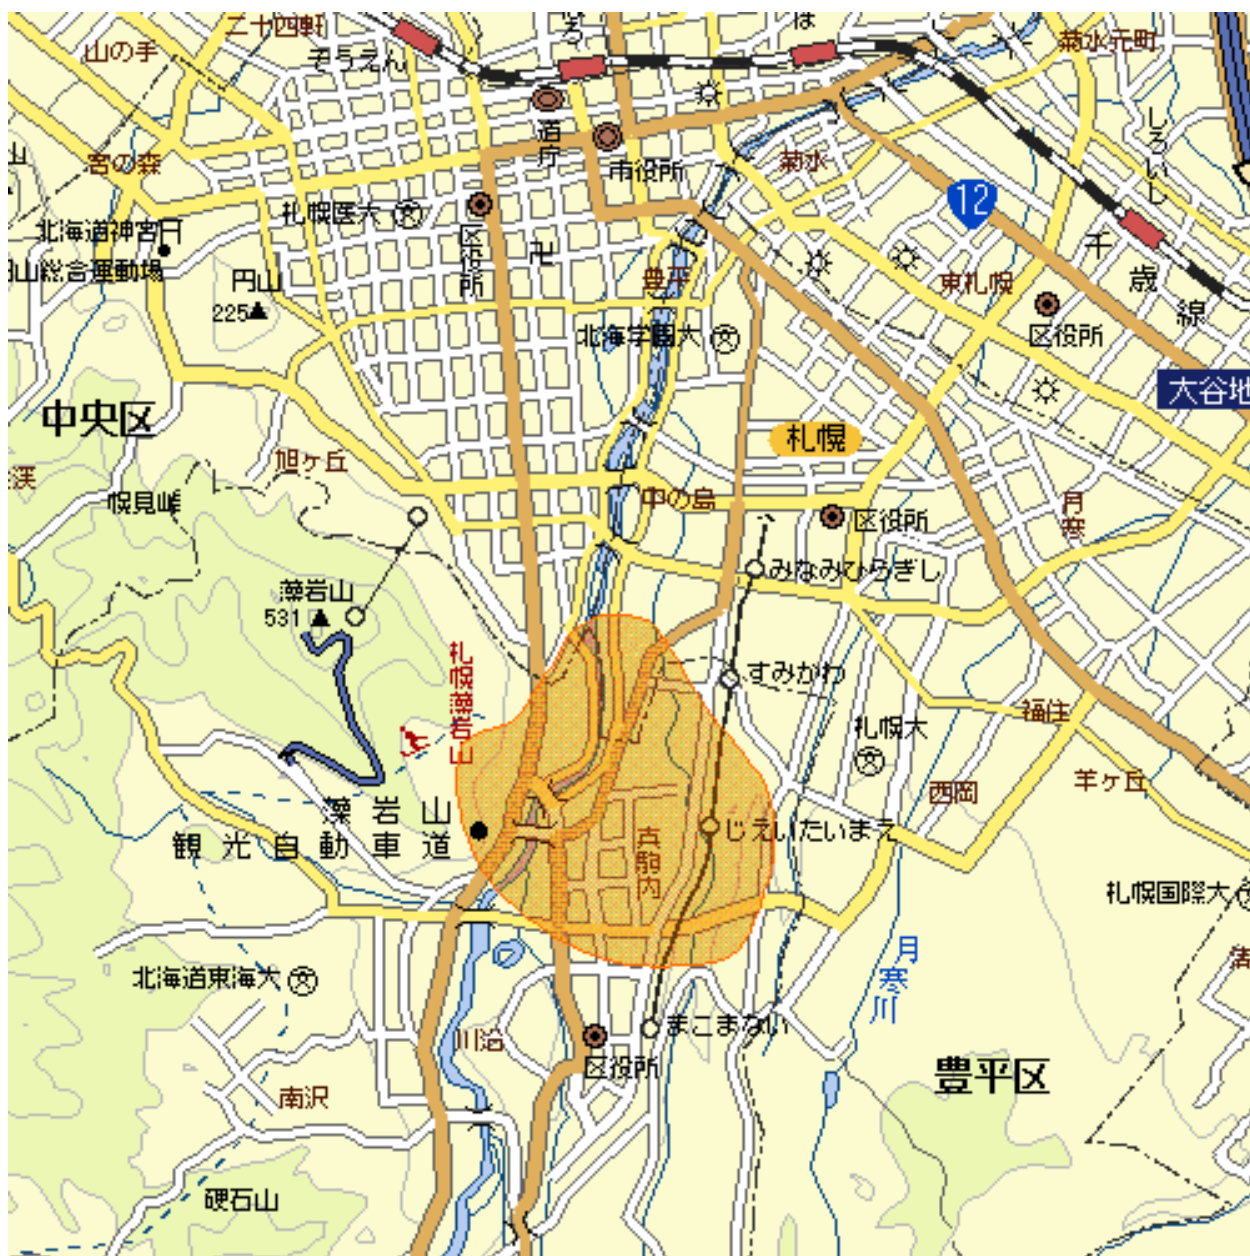 二十四軒
山の手
そうえん
菊水元町
しろいし
道庁
市役所
菊水
宮の森
山
12
札幌医大
区役所
卍
北海道神宮
円山
225
豊平
千歳線
東札幌
区役所
北海学園大
大谷地
中央区
札幌
旭ヶ丘
幌見峠
中の島
区役所
月寒
みなみひらぎし
藻岩山
531
すみかわ
札幌藻岩山
札幌大
福住
西岡
羊ヶ丘
藻岩山
観光自動車道
じえいたいまえ
真駒内
札幌国際大
北海道東海大
月寒川
まこまない
川沿
区役所
豊平区
南沢
硬石山